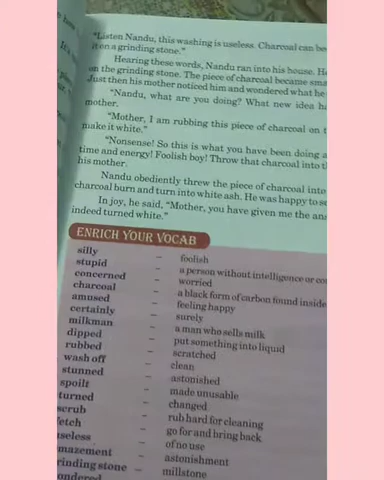 "Listen Nandu, this washing is useless. Charcoal can be
it on a grinding stone."
Hearing these words, Nandu ran into his house. He
on the grinding stone. The piece of charcoal became sma
Just then his mother noticed him and wondered what he
"Nandu, what are you doing? What new idea ha
mother.
"Mother, I am rubbing this piece of charcoal on t
make it white."
"Nonsense! So this is what you have been doing a
time and energy! Foolish boy! Throw that charcoal into t
his mother.
Nandu obediently threw the piece of charcoal into
charcoal burn and turn into white ash. He was happy to s
In joy, he said, "Mother, you have given me the ans
indeed turned white."
ENRICH YOUR VOCAB
silly – foolish
stupid – a person without intelligence or co
concerned – worried
charcoal – a black form of carbon found inside
amused – feeling happy
certainly – surely
milkman – a man who sells milk
dipped – put something into liquid
rubbed – scratched
wash off – clean
stunned – astonished
spoilt – made unusable
turned – changed
scrub – rub hard for cleaning
fetch – go for and bring back
useless – of no use
mazement – astonishment
rinding stone – millstone
ondered